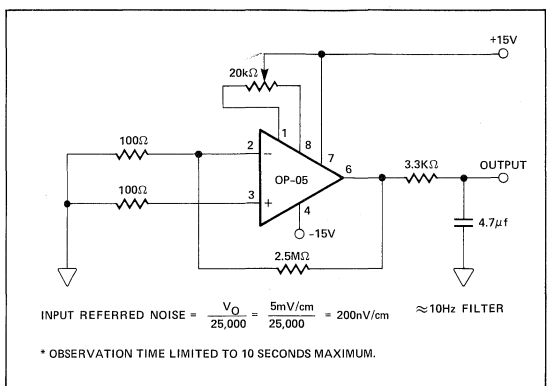 +15V
20kΩ
100Ω
1
8
2
−
7
6
3.3KΩ
OUTPUT
OP-05
100Ω
3
+
4
-15V
4.7μf
2.5MΩ
INPUT REFERRED NOISE = V_O / 25,000 = 5mV/cm / 25,000 = 200nV/cm
≈10Hz FILTER
* OBSERVATION TIME LIMITED TO 10 SECONDS MAXIMUM.